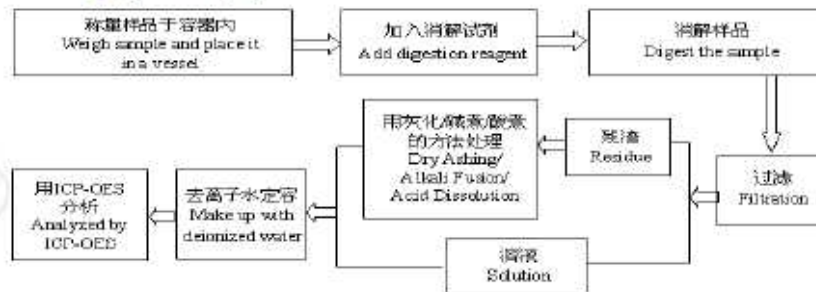 称量样品于容器内
Weigh sample and place it
in a vessel
加入消解试剂
Add digestion reagent
消解样品
Digest the sample
过滤
Filtration
残渣
Residue
用灰化/碱煮/酸煮
的方法处理
Dry Ashing/
Alkali Fusion/
Acid Dissolution
溶液
Solution
去离子水定容
Make up with
deionized water
用ICP-OES
分析
Analyzed by
ICP-OES